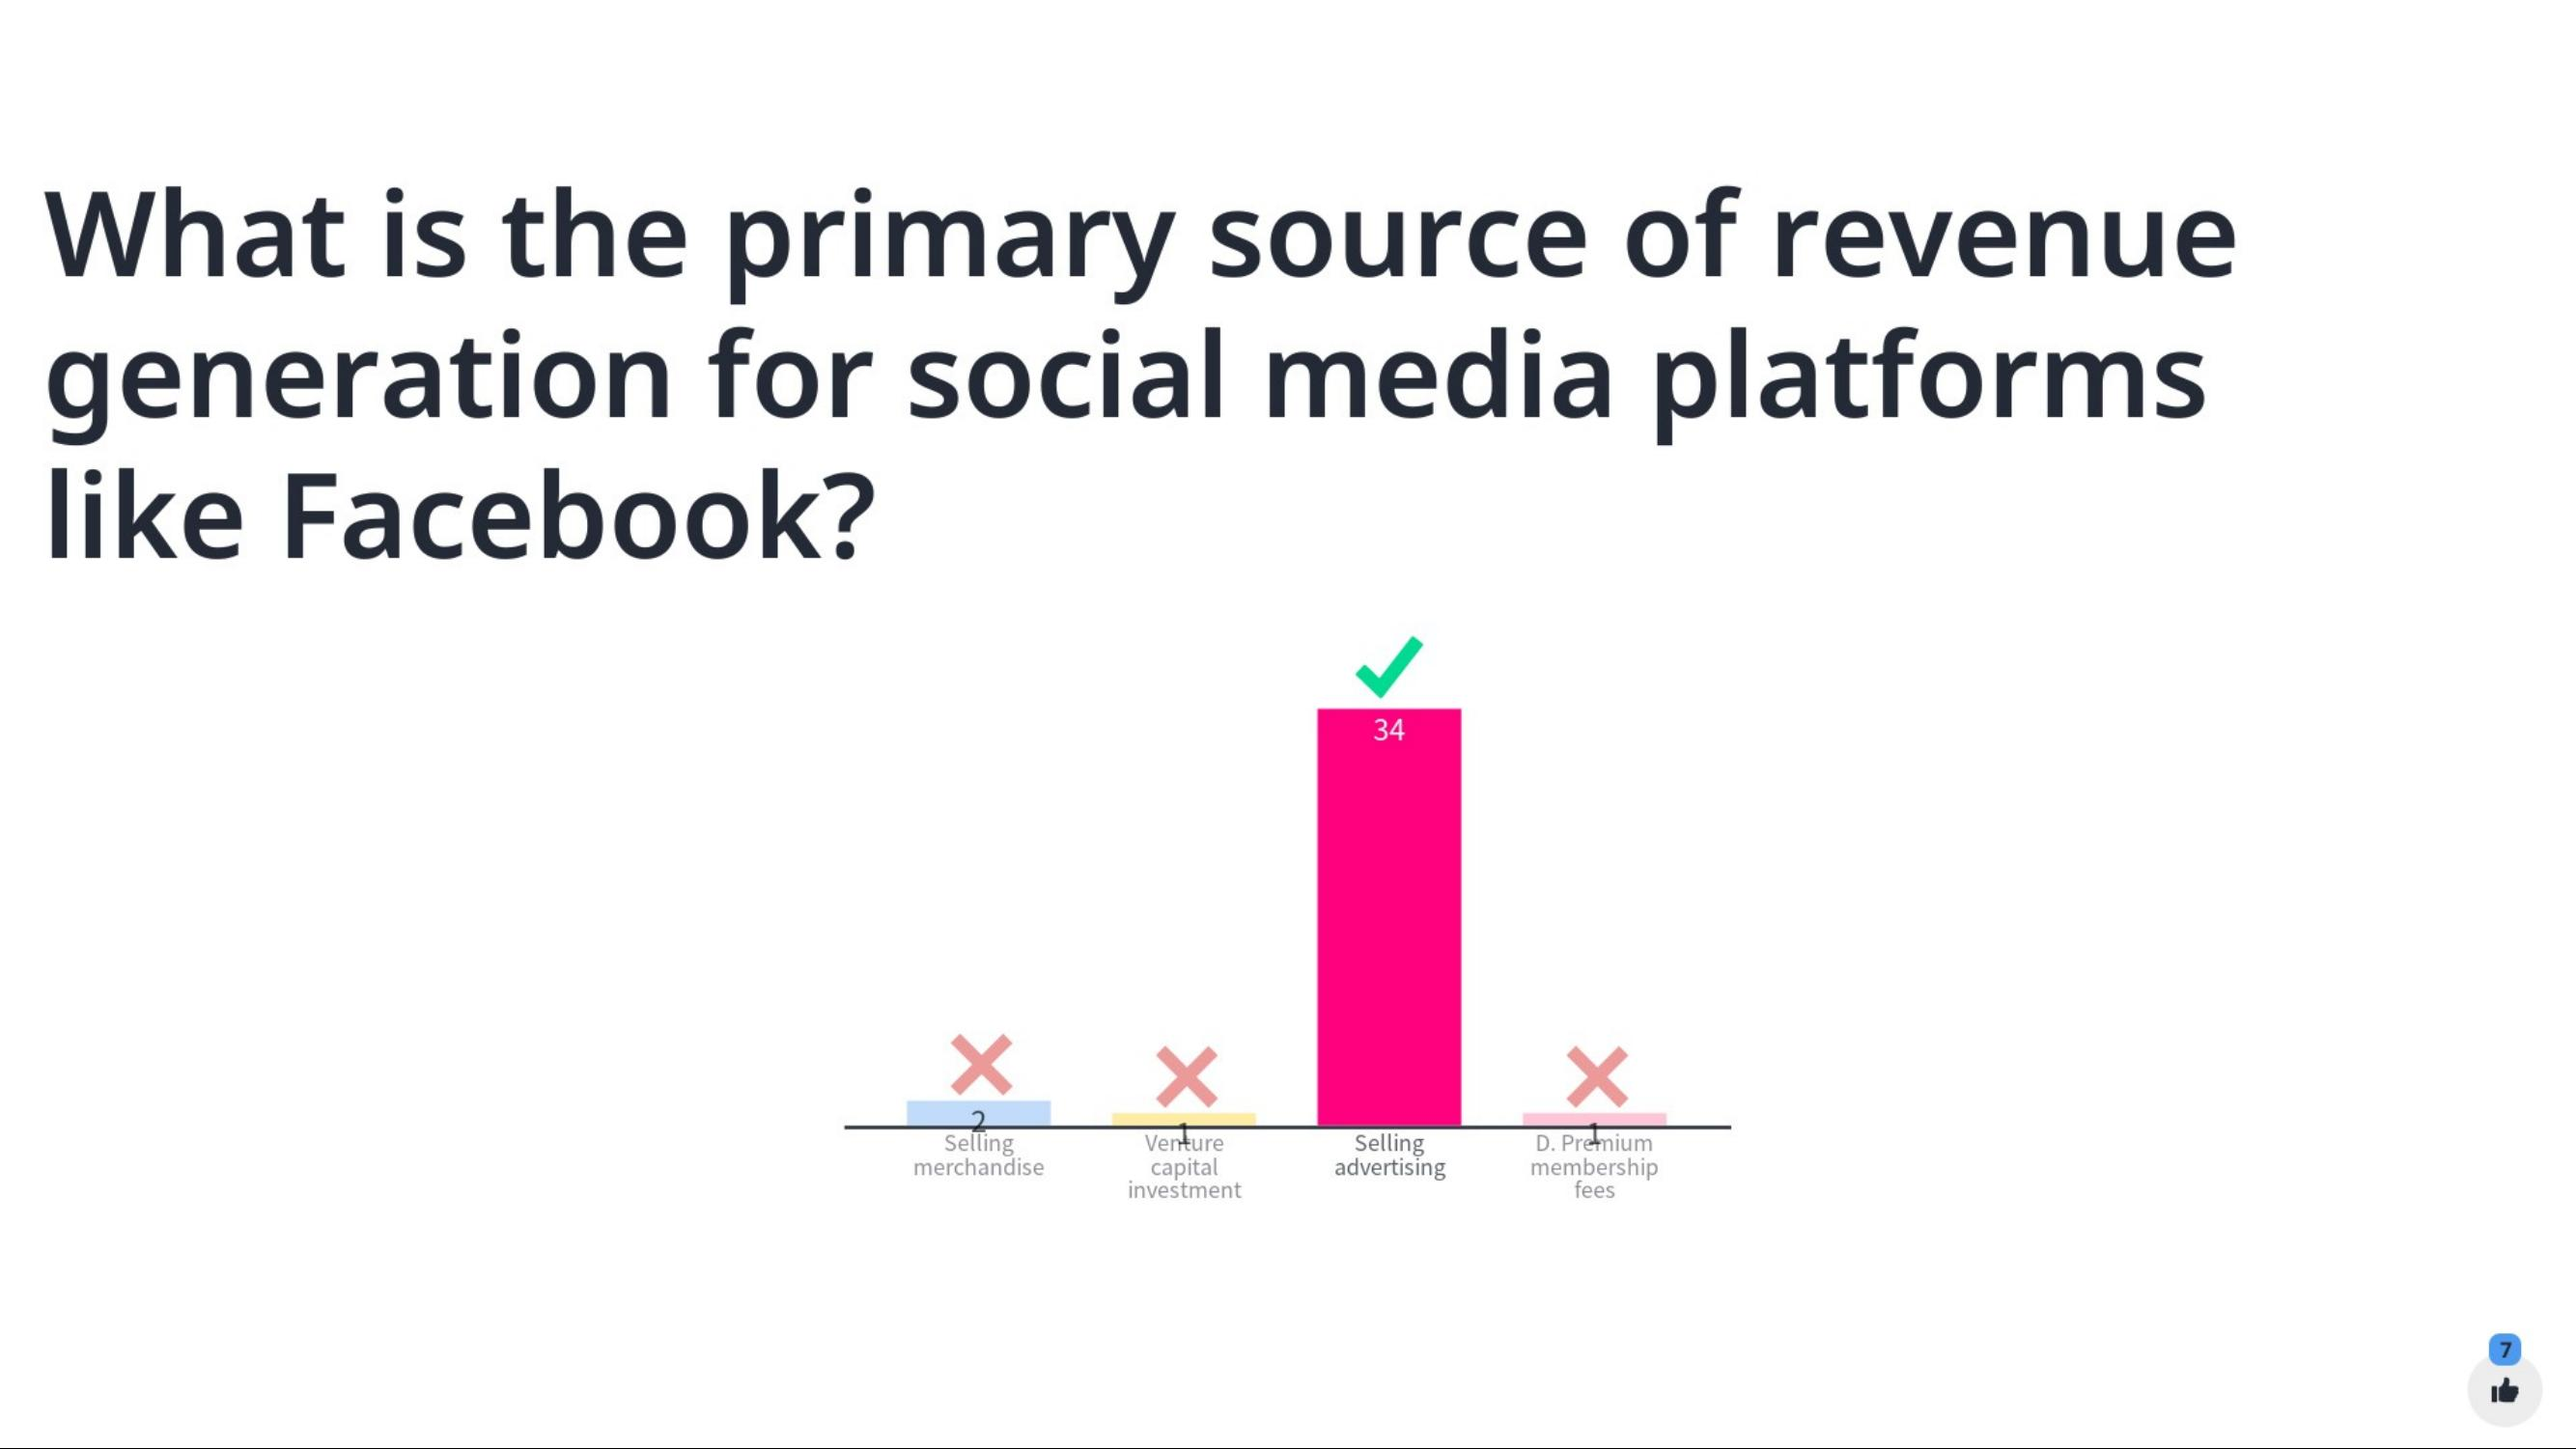 What is the primary source of revenue
generation for social media platforms
like Facebook?
34
2
1
1
Selling
merchandise
Venture
capital
investment
Selling
advertising
D. Premium
membership
fees
7